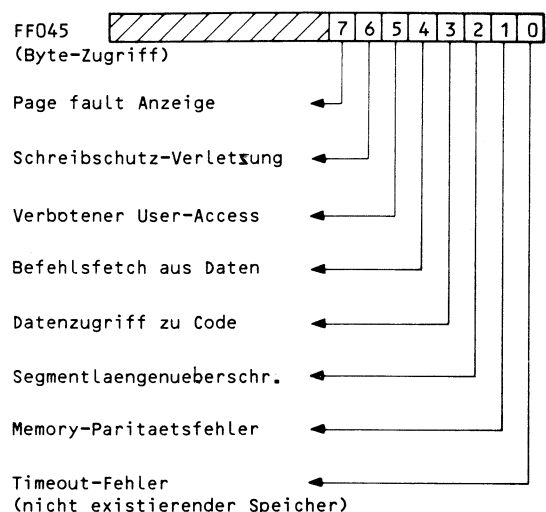 FF045 7 6 5 4 3 2 1 0
(Byte-Zugriff)
Page fault Anzeige
Schreibschutz-Verletzung
Verbotener User-Access
Befehlsfetch aus Daten
Datenzugriff zu Code
Segmentlaengenueberschr.
Memory-Paritaetsfehler
Timeout-Fehler
(nicht existierender Speicher)